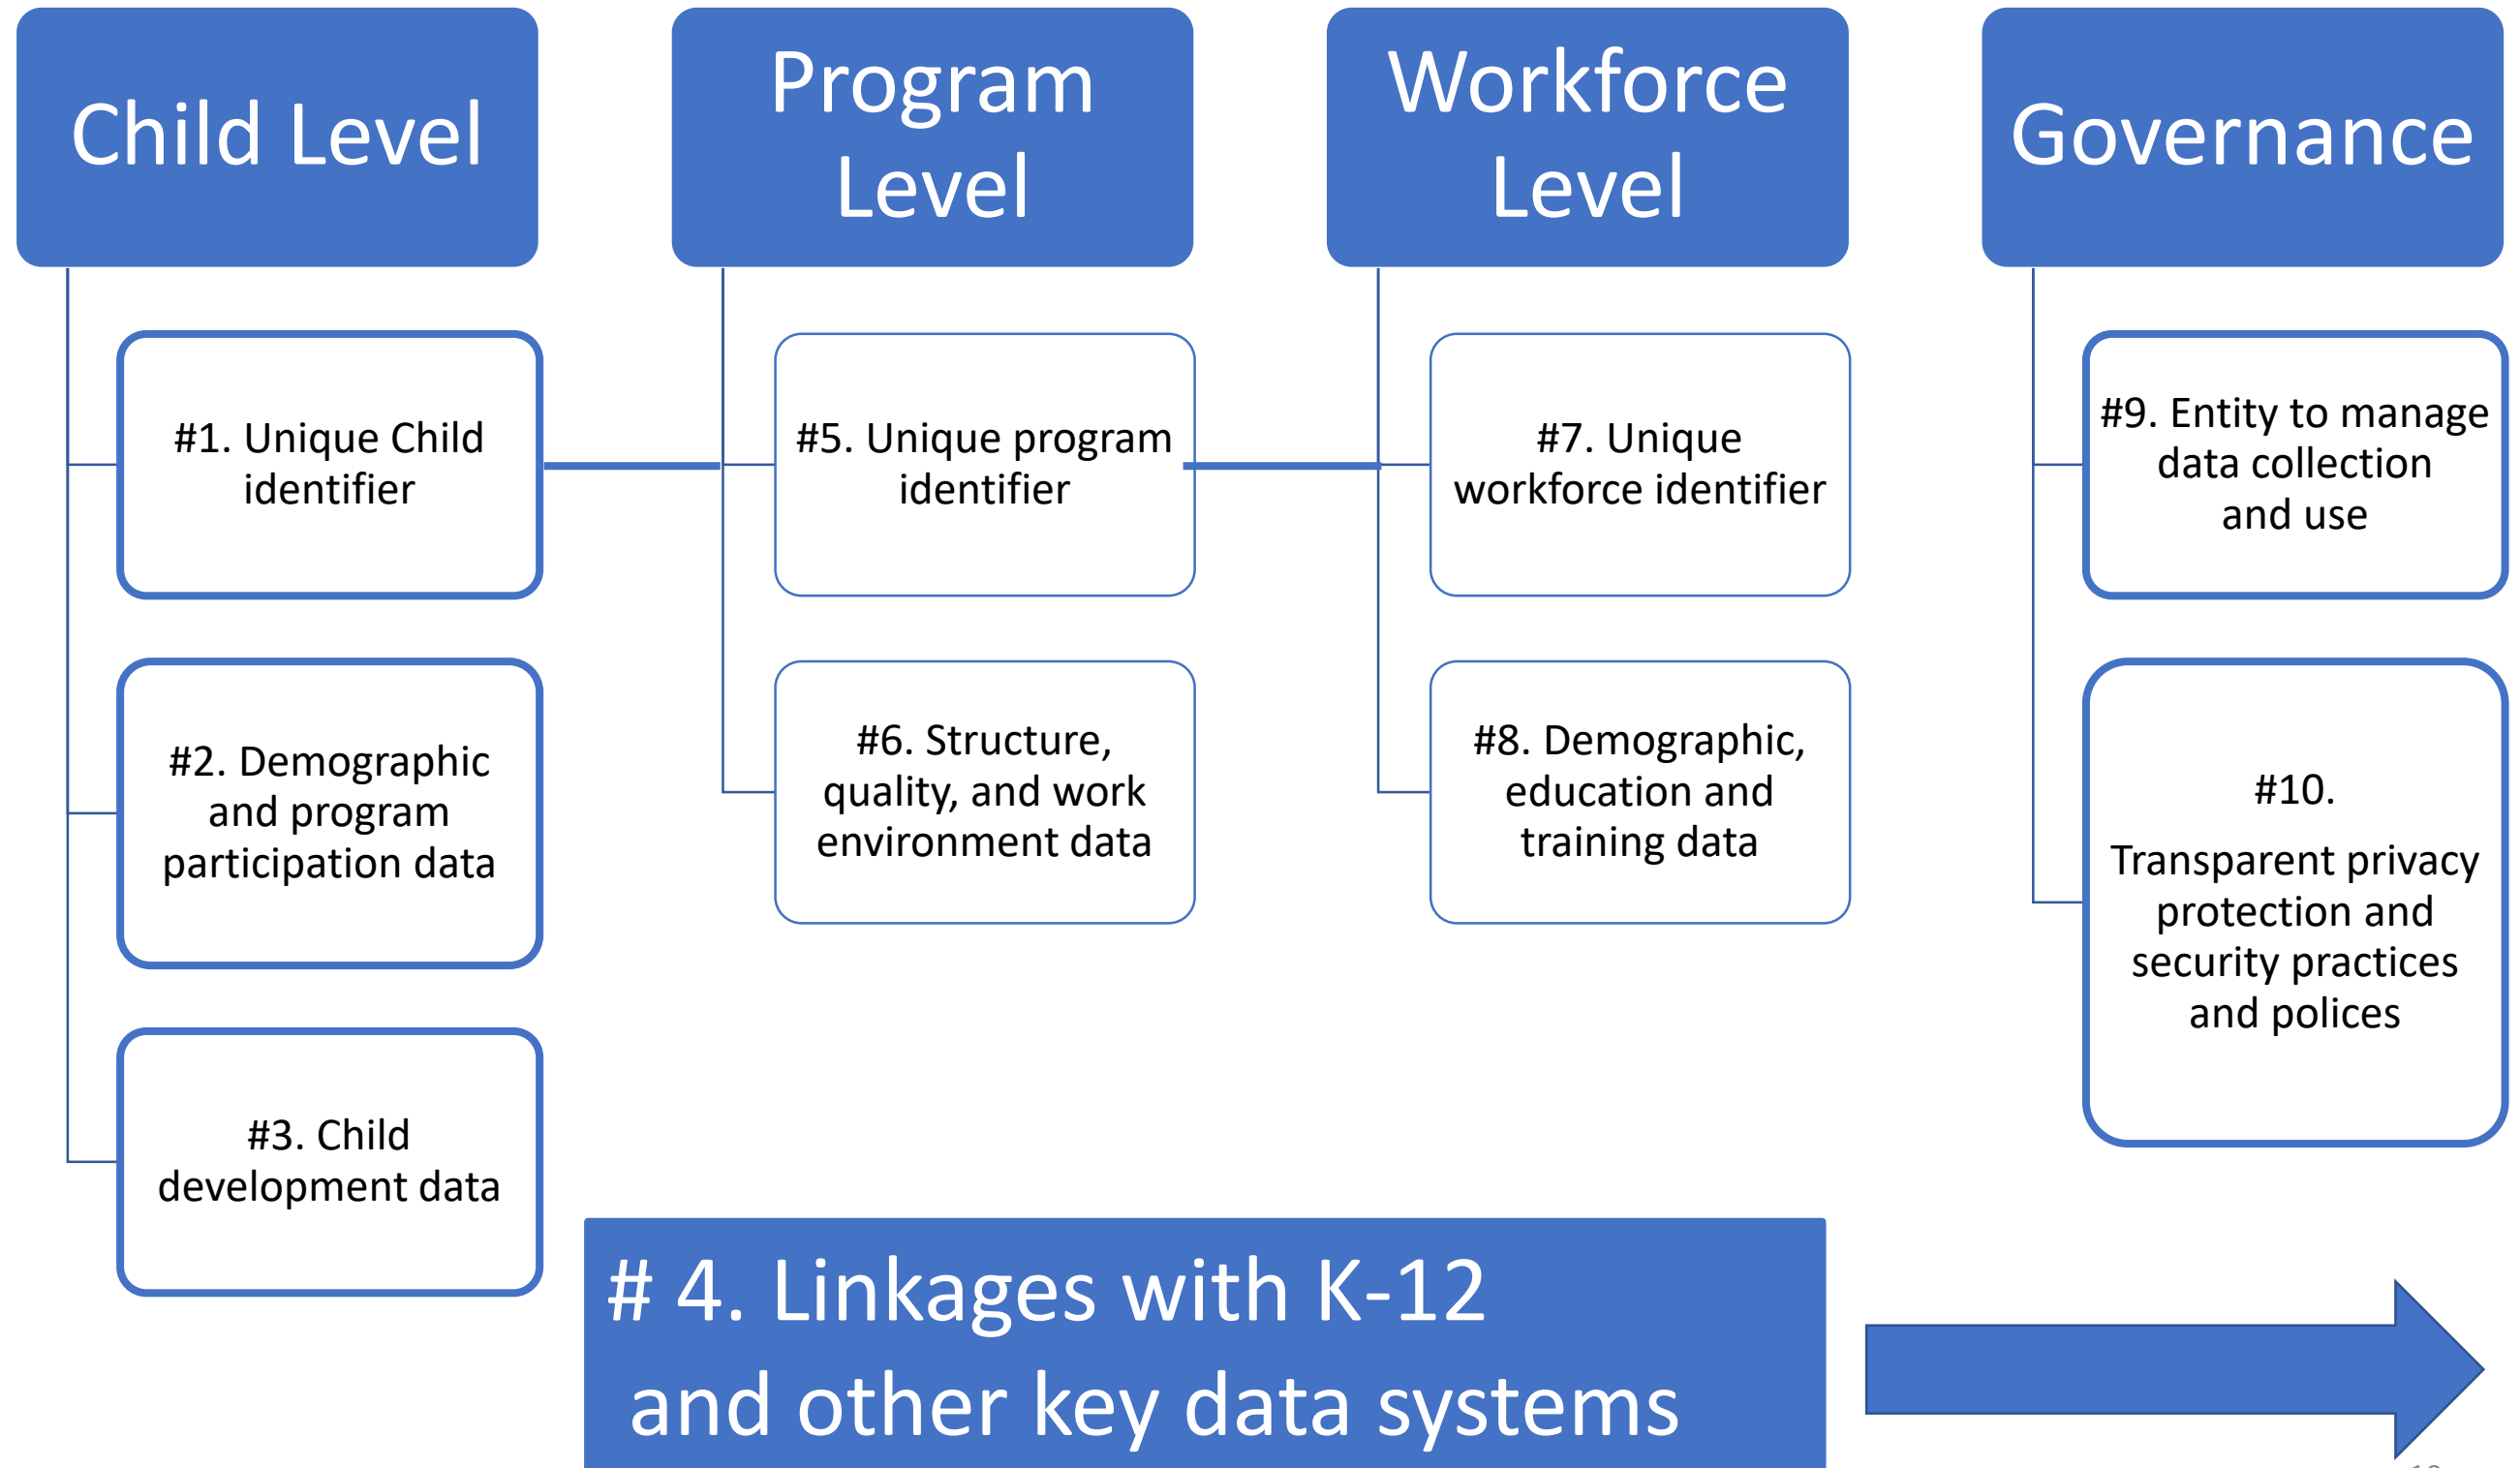 Child Level
Program
Level
Workforce
Level
Governance
#1. Unique Child
identifier
#2. Demographic
and program
participation data
#3. Child
development data
#5. Unique program
identifier
#6. Structure,
quality, and work
environment data
#7. Unique
workforce identifier
#8. Demographic,
education and
training data
#9. Entity to manage
data collection
and use
#10.
Transparent privacy
protection and
security practices
and polices
# 4. Linkages with K-12
and other key data systems